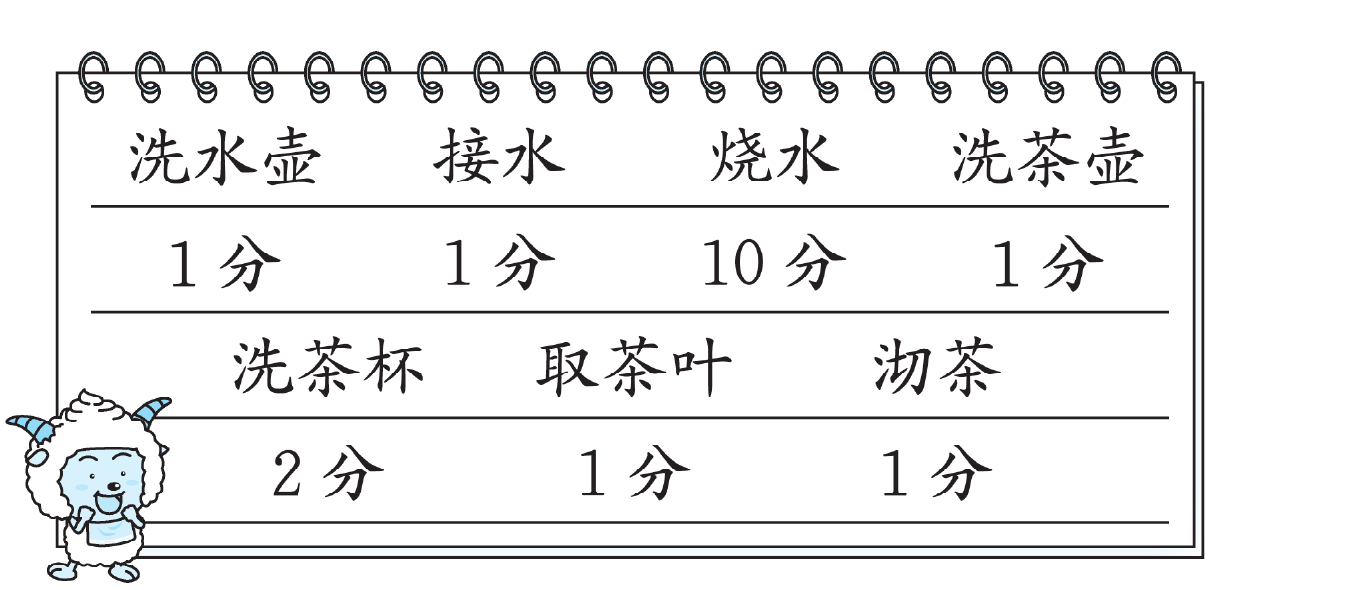 洗水壶 接水 烧水 洗茶壶
1分 1分 10分 1分
洗茶杯 取茶叶 沏茶
2分 1分 1分